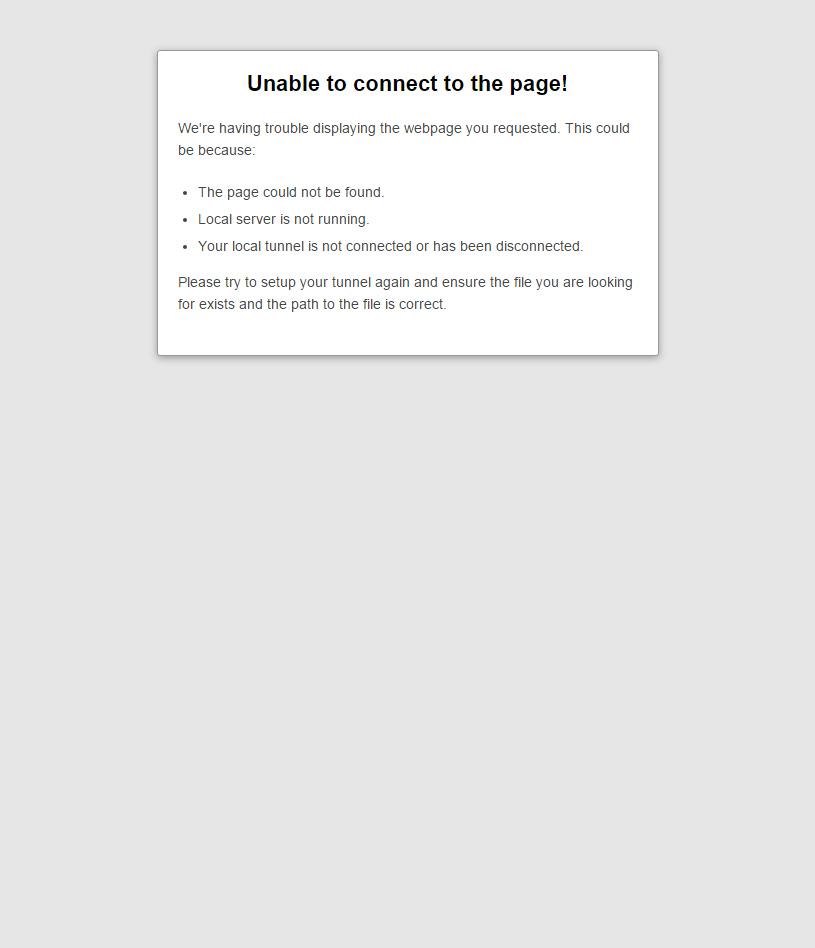 Unable to connect to the page!
We're having trouble displaying the webpage you requested. This could
be because:
The page could not be found.
Local server is not running.
Your local tunnel is not connected or has been disconnected.
Please try to setup your tunnel again and ensure the file you are looking
for exists and the path to the file is correct.